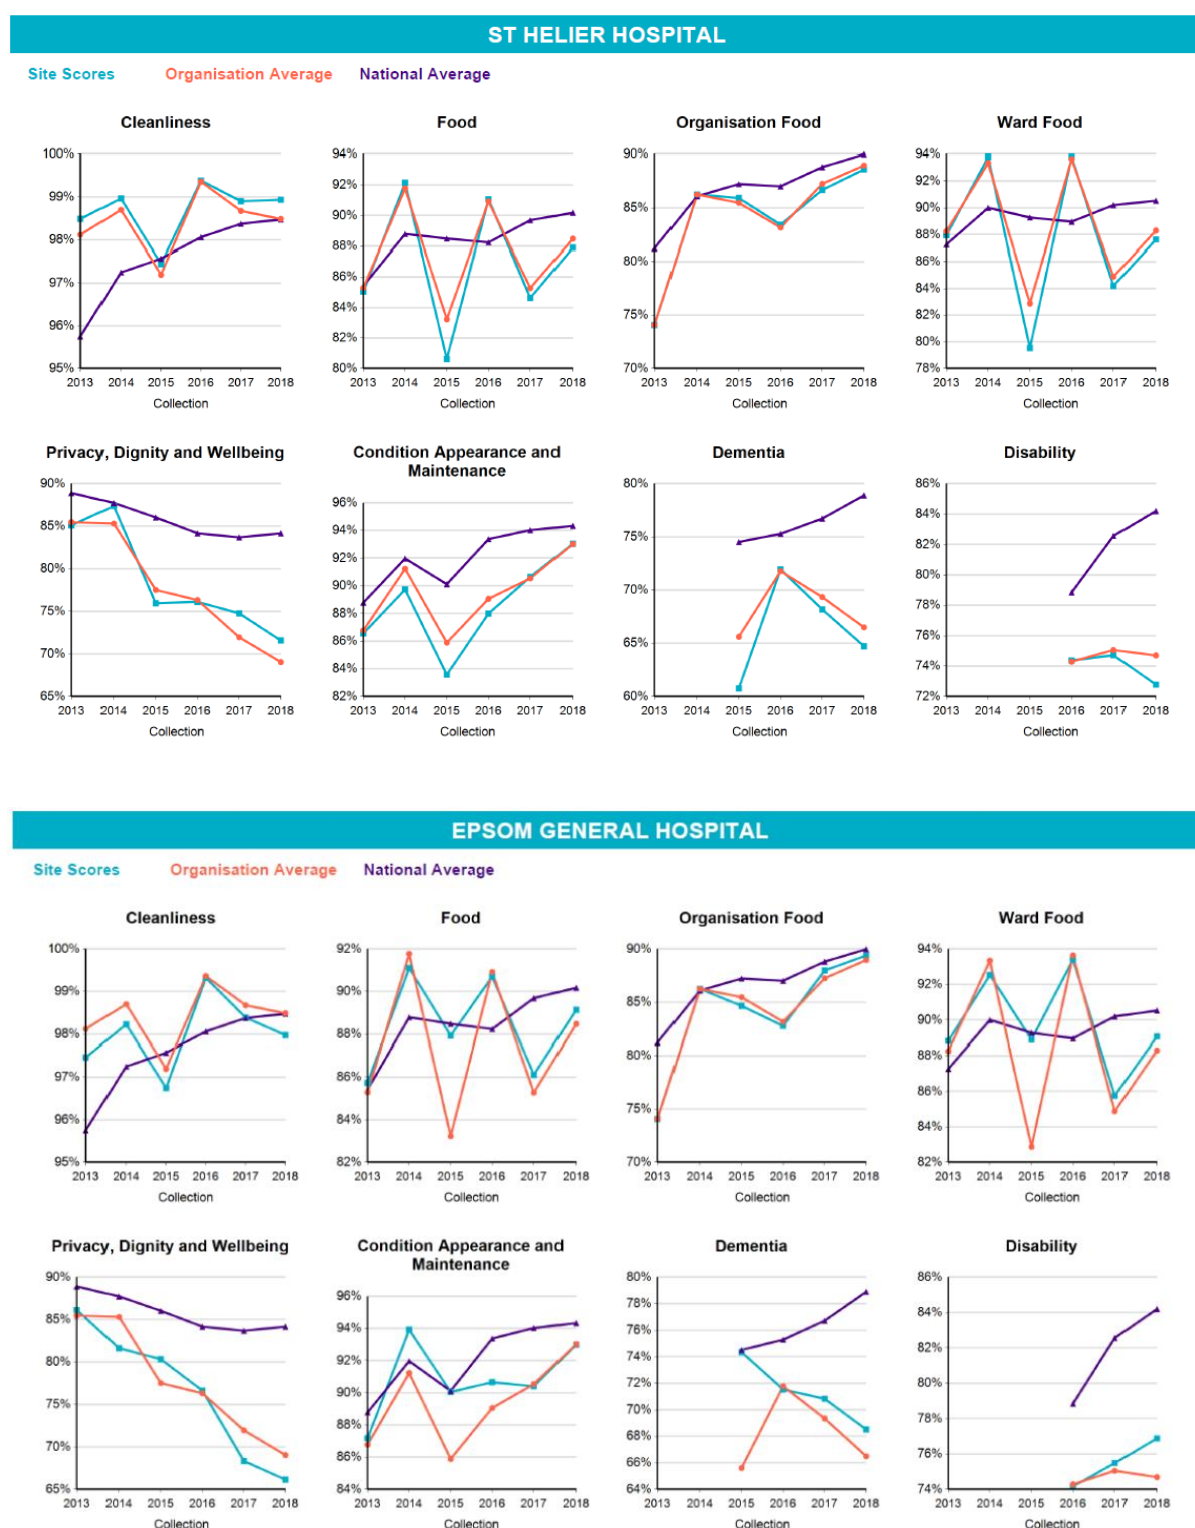 ST HELIER HOSPITAL
Site Scores Organisation Average National Average
Cleanliness Food Organisation Food Ward Food
100% 94% 90% 94%
99% 92% 85% 92%
98% 90% 80% 90%
97% 88% 75% 88%
96% 86% 70% 86%
95% 84% 84%
82% 82%
80% 80%
78%
2013 2014 2015 2016 2017 2018 2013 2014 2015 2016 2017 2018 2013 2014 2015 2016 2017 2018 2013 2014 2015 2016 2017 2018
Collection Collection Collection Collection
Privacy, Dignity and Wellbeing Condition Appearance and Maintenance Dementia Disability
90% 96% 80% 86%
85% 94% 75% 84%
80% 92% 70% 82%
75% 90% 65% 80%
70% 88% 60% 78%
65% 86% 76%
84% 74%
82% 72%
2013 2014 2015 2016 2017 2018 2013 2014 2015 2016 2017 2018 2013 2014 2015 2016 2017 2018 2013 2014 2015 2016 2017 2018
Collection Collection Collection Collection
EPSOM GENERAL HOSPITAL
Site Scores Organisation Average National Average
Cleanliness Food Organisation Food Ward Food
100% 92% 90% 94%
99% 90% 85% 92%
98% 88% 80% 90%
97% 86% 75% 88%
96% 84% 70% 86%
95% 82% 84%
82%
2013 2014 2015 2016 2017 2018 2013 2014 2015 2016 2017 2018 2013 2014 2015 2016 2017 2018 2013 2014 2015 2016 2017 2018
Collection Collection Collection Collection
Privacy, Dignity and Wellbeing Condition Appearance and Maintenance Dementia Disability
90% 96% 80% 86%
85% 94% 78% 84%
80% 92% 76% 82%
75% 90% 74% 80%
70% 88% 72% 78%
65% 86% 70% 76%
84% 68% 74%
66%
64%
2013 2014 2015 2016 2017 2018 2013 2014 2015 2016 2017 2018 2013 2014 2015 2016 2017 2018 2013 2014 2015 2016 2017 2018
Collection Collection Collection Collection